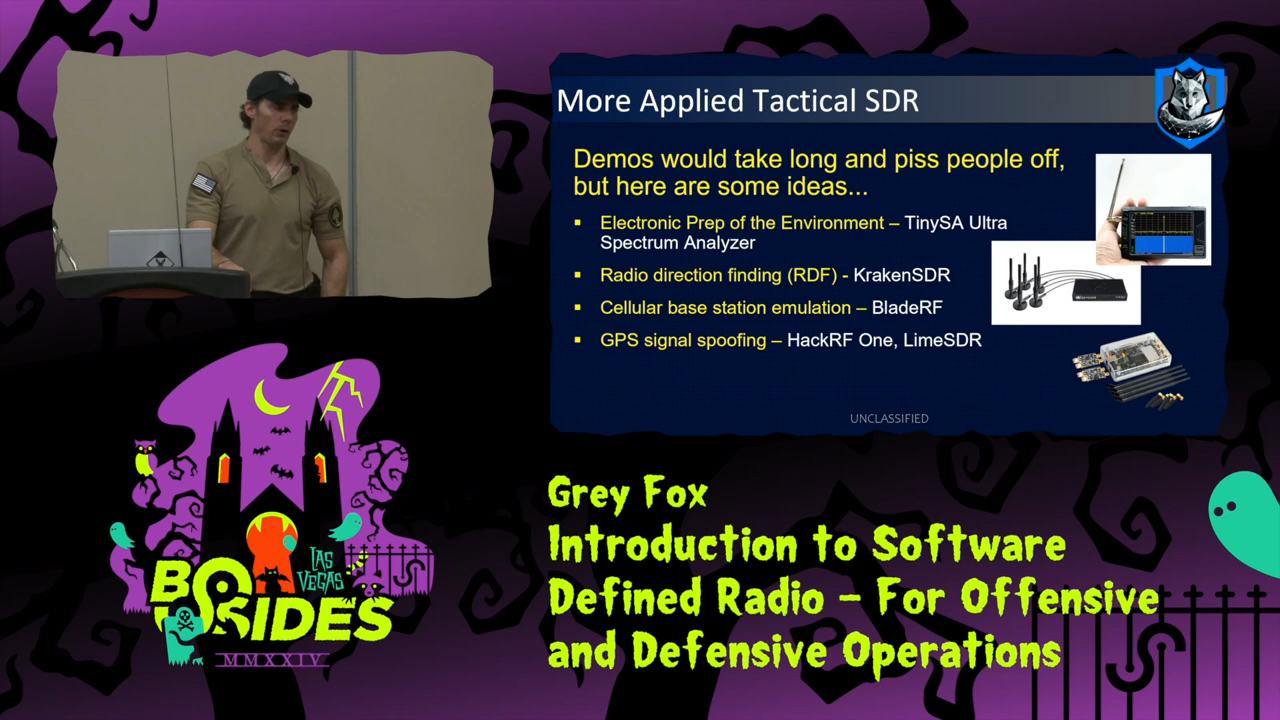 More Applied Tactical SDR
Demos would take long and piss people off,
but here are some ideas...
▪ Electronic Prep of the Environment – TinySA Ultra
Spectrum Analyzer
▪ Radio direction finding (RDF) - KrakenSDR
▪ Cellular base station emulation – BladeRF
▪ GPS signal spoofing – HackRF One, LimeSDR
UNCLASSIFIED
BSIDES
LAS
VEGAS
MMXXIV
Grey Fox
Introduction to Software
Defined Radio – For Offensive
and Defensive Operations